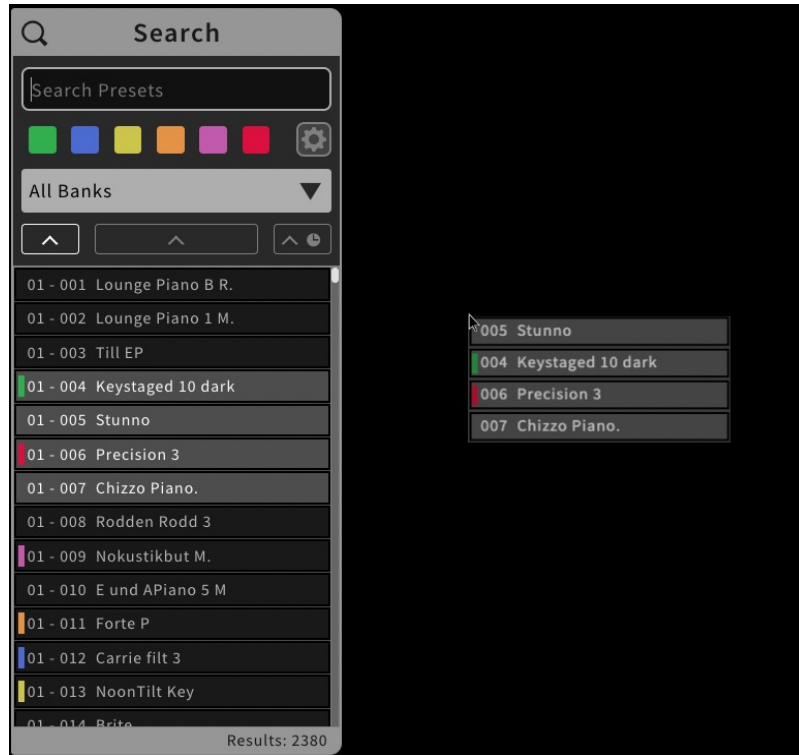 Search
Search Presets
All Banks
01 - 001 Lounge Piano B R.
01 - 002 Lounge Piano 1 M.
01 - 003 Till EP
01 - 004 Keystaged 10 dark
01 - 005 Stunno
01 - 006 Precision 3
01 - 007 Chizzo Piano.
01 - 008 Rodden Rodd 3
01 - 009 Nokustikbut M.
01 - 010 E und APiano 5 M
01 - 011 Forte P
01 - 012 Carrie filt 3
01 - 013 NoonTilt Key
01 - 014 Brite
Results: 2380
005 Stunno
004 Keystaged 10 dark
006 Precision 3
007 Chizzo Piano.